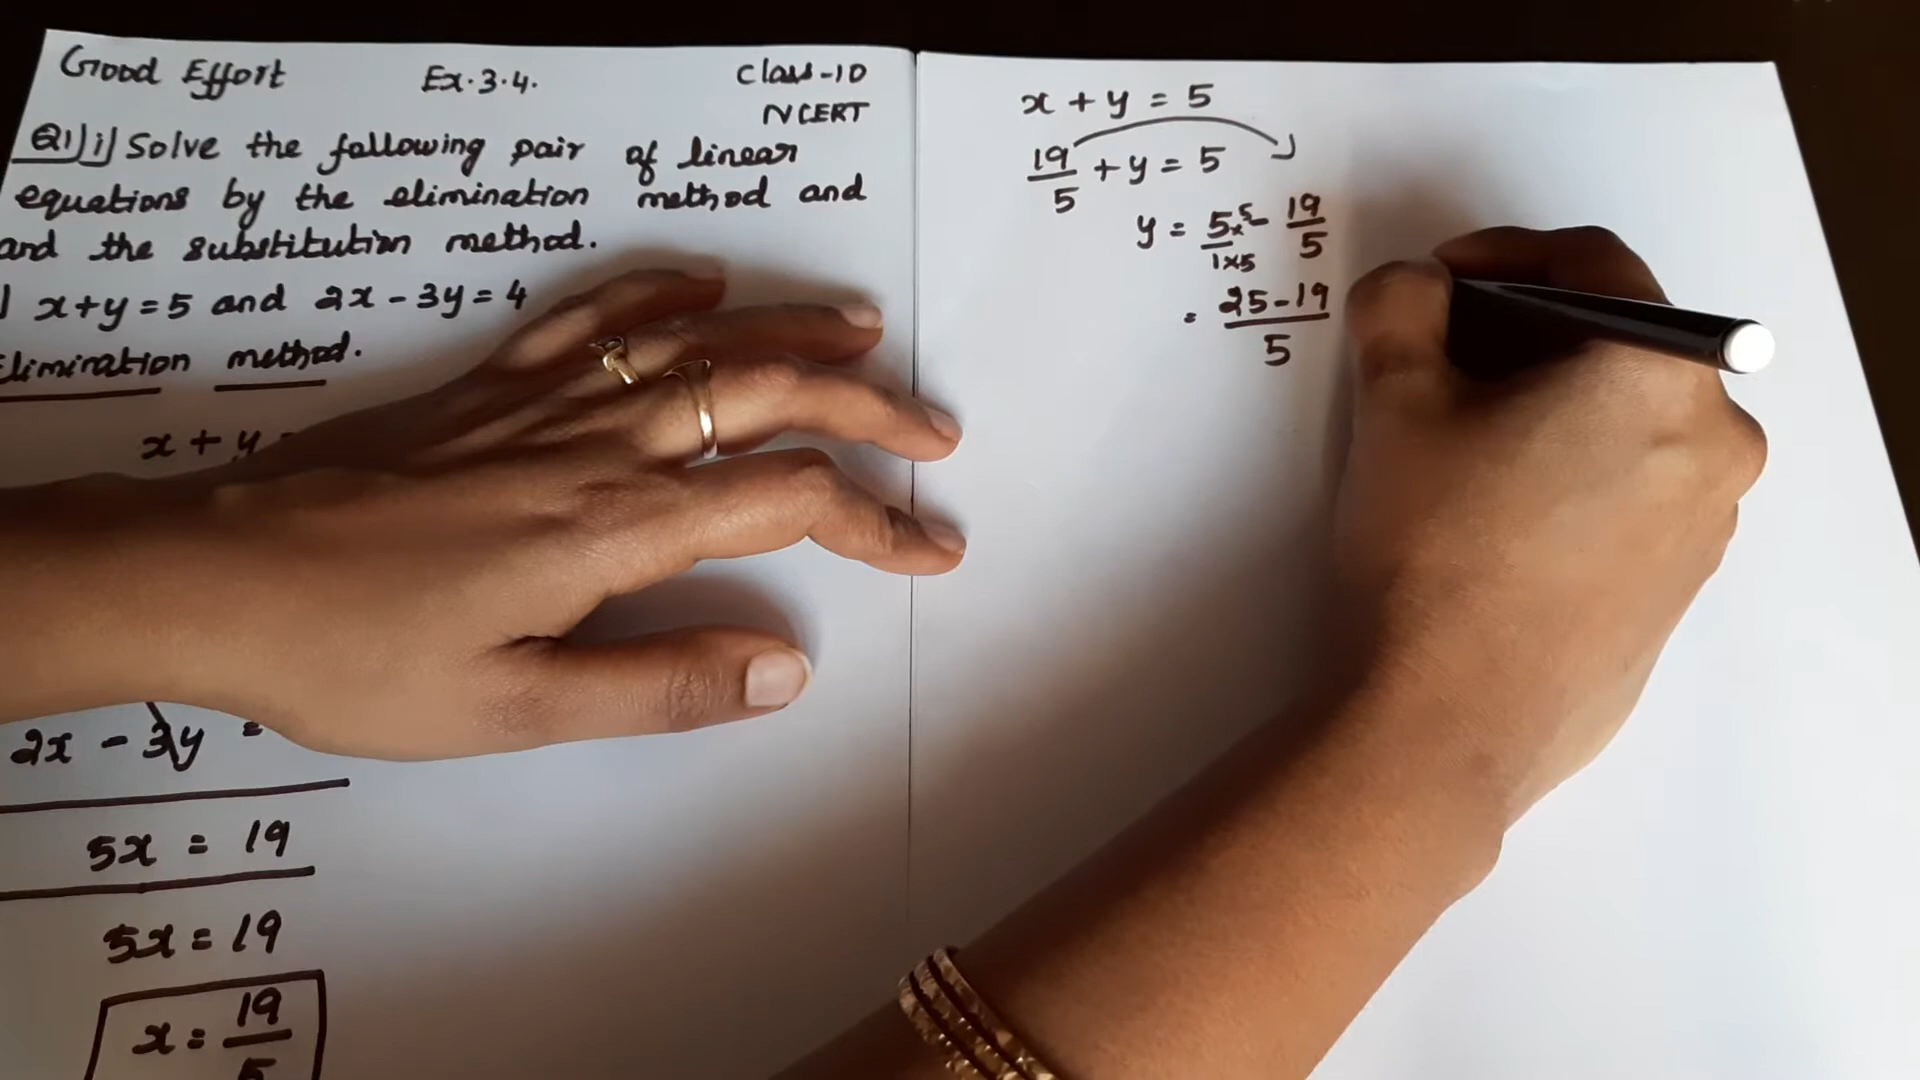 Good Effort Ex.3.4. Class-10
NCERT
Q1) i) Solve the following pair of linear
equations by the elimination method and
and the substitution method.
x+y=5 and 2x-3y=4
Elimination method.
x + y =
2x - 3y =
5x = 19
5x = 19
x = 19/5
x + y = 5
19/5 + y = 5
y = 5×5/1×5 - 19/5
= 25-19/5